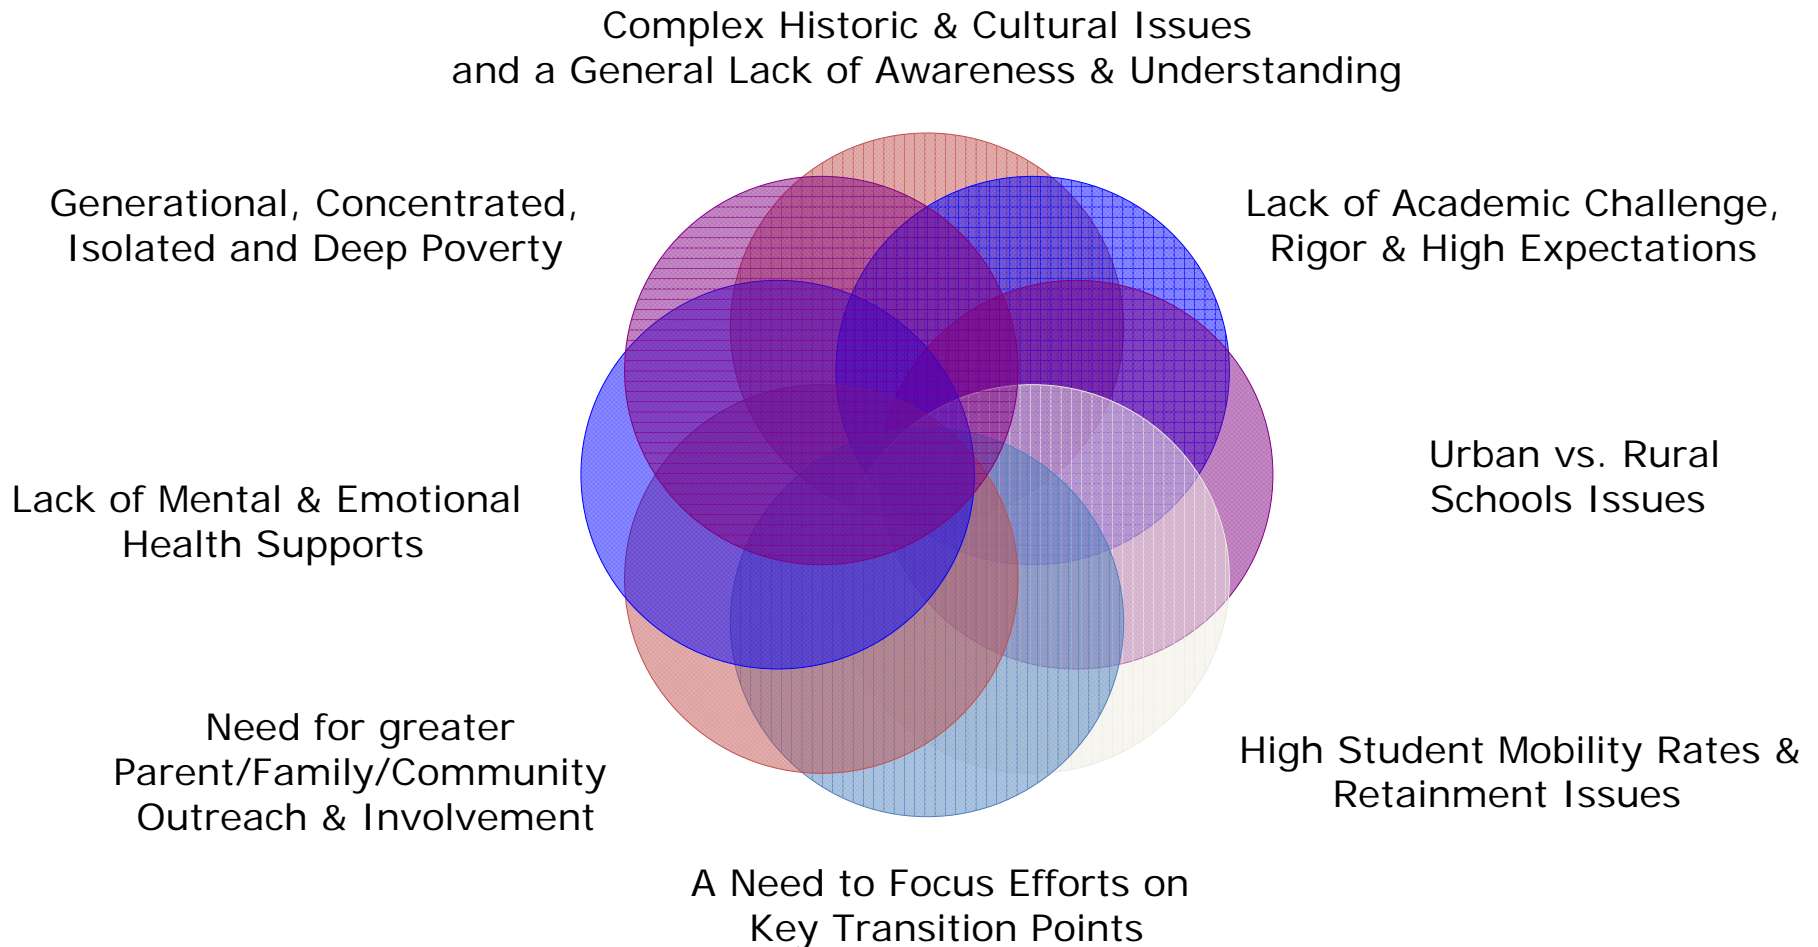 Complex Historic & Cultural Issues
and a General Lack of Awareness & Understanding
Generational, Concentrated,
Isolated and Deep Poverty
Lack of Academic Challenge,
Rigor & High Expectations
Lack of Mental & Emotional
Health Supports
Urban vs. Rural
Schools Issues
Need for greater
Parent/Family/Community
Outreach & Involvement
High Student Mobility Rates &
Retainment Issues
A Need to Focus Efforts on
Key Transition Points